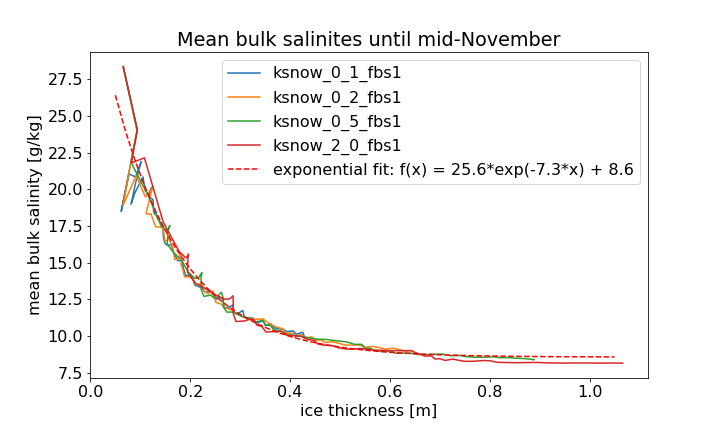 Mean bulk salinites until mid-November
ksnow_0_1_fbs1
ksnow_0_2_fbs1
ksnow_0_5_fbs1
ksnow_2_0_fbs1
exponential fit: f(x) = 25.6*exp(-7.3*x) + 8.6
mean bulk salinity [g/kg]
27.5
25.0
22.5
20.0
17.5
15.0
12.5
10.0
7.5
0.0 0.2 0.4 0.6 0.8 1.0
ice thickness [m]